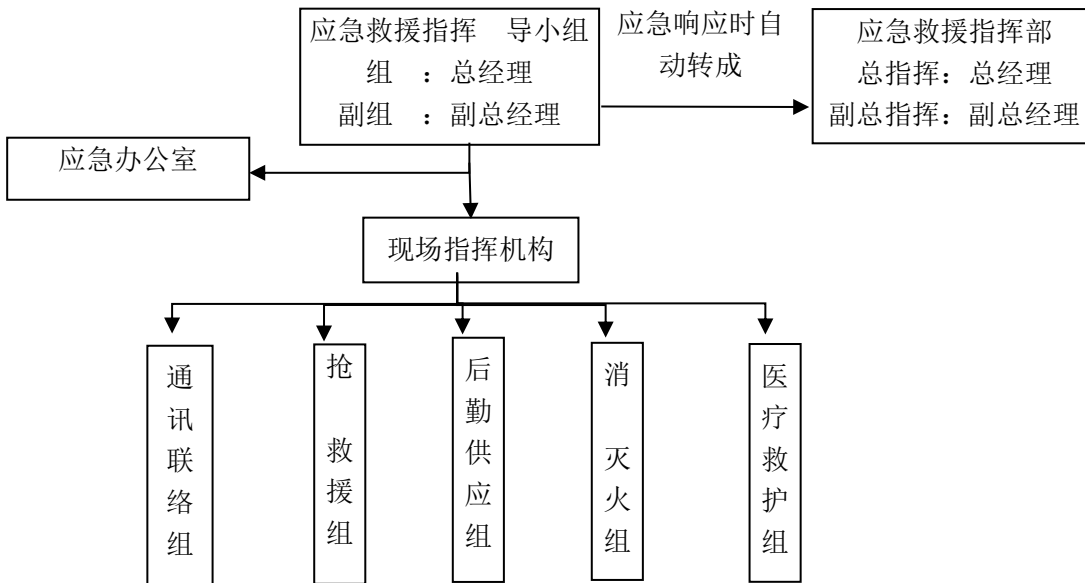 应急救援指挥 导小组
组 ：总经理
副组 ：副总经理
应急响应时自
动转成
应急救援指挥部
总指挥：总经理
副总指挥：副总经理
应急办公室
现场指挥机构
通讯联络组
抢 救援组
后勤供应组
消 灭火组
医疗救护组